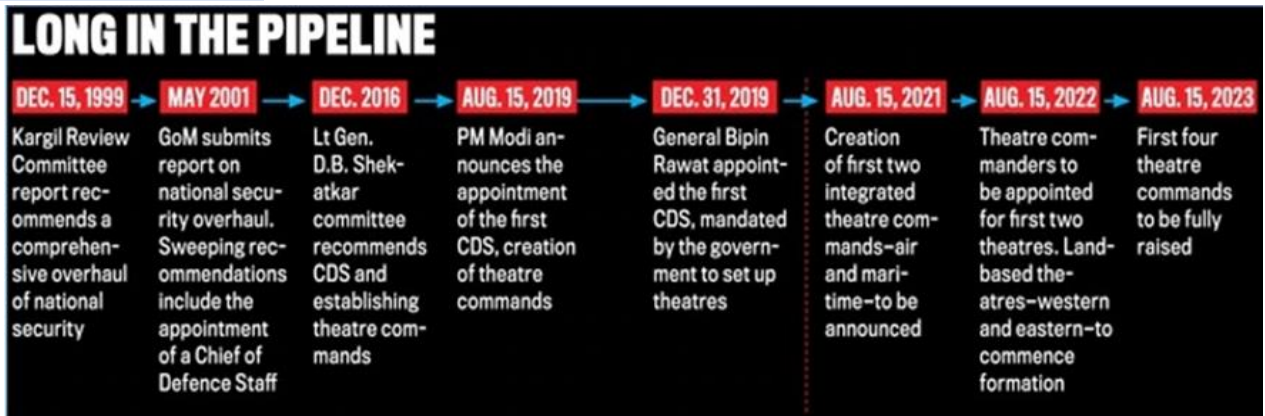 LONG IN THE PIPELINE
DEC. 15, 1999
Kargil Review
Committee
report rec-
ommends a
comprehen-
sive overhaul
of national
security
MAY 2001
GoM submits
report on
national secu-
rity overhaul.
Sweeping rec-
ommendations
include the
appointment
of a Chief of
Defence Staff
DEC. 2016
Lt Gen.
D.B. Shek-
atkar
committee
recommends
CDS and
establishing
theatre com-
mands
AUG. 15, 2019
PM Modi an-
nounces the
appointment
of the first
CDS, creation
of theatre
commands
DEC. 31, 2019
General Bipin
Rawat appoint-
ed the first
CDS, mandated
by the govern-
ment to set up
theatres
AUG. 15, 2021
Creation
of first two
integrated
theatre com-
mands–air
and mari-
time–to be
announced
AUG. 15, 2022
Theatre com-
manders to
be appointed
for first two
theatres. Land-
based the-
atres–western
and eastern–to
commence
formation
AUG. 15, 2023
First four
theatre
commands
to be fully
raised